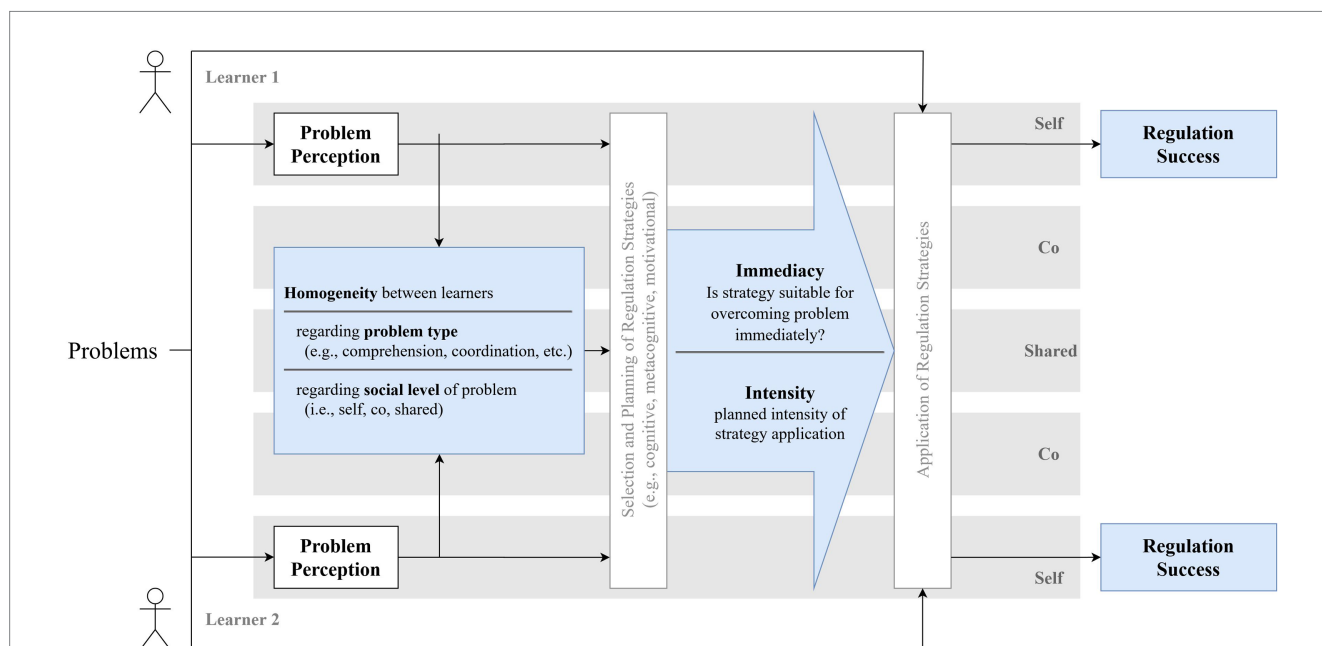 Learner 1
Problem
Perception
Self
Regulation
Success
Selection and Planning of Regulation Strategies
(e.g., cognitive, metacognitive, motivational)
Application of Regulation Strategies
Co
Homogeneity between learners
regarding problem type
(e.g., comprehension, coordination, etc.)
regarding social level of problem
(i.e., self, co, shared)
Immediacy
Is strategy suitable for
overcoming problem
immediately?
Intensity
planned intensity of
strategy application
Problems
Shared
Co
Problem
Perception
Self
Regulation
Success
Learner 2